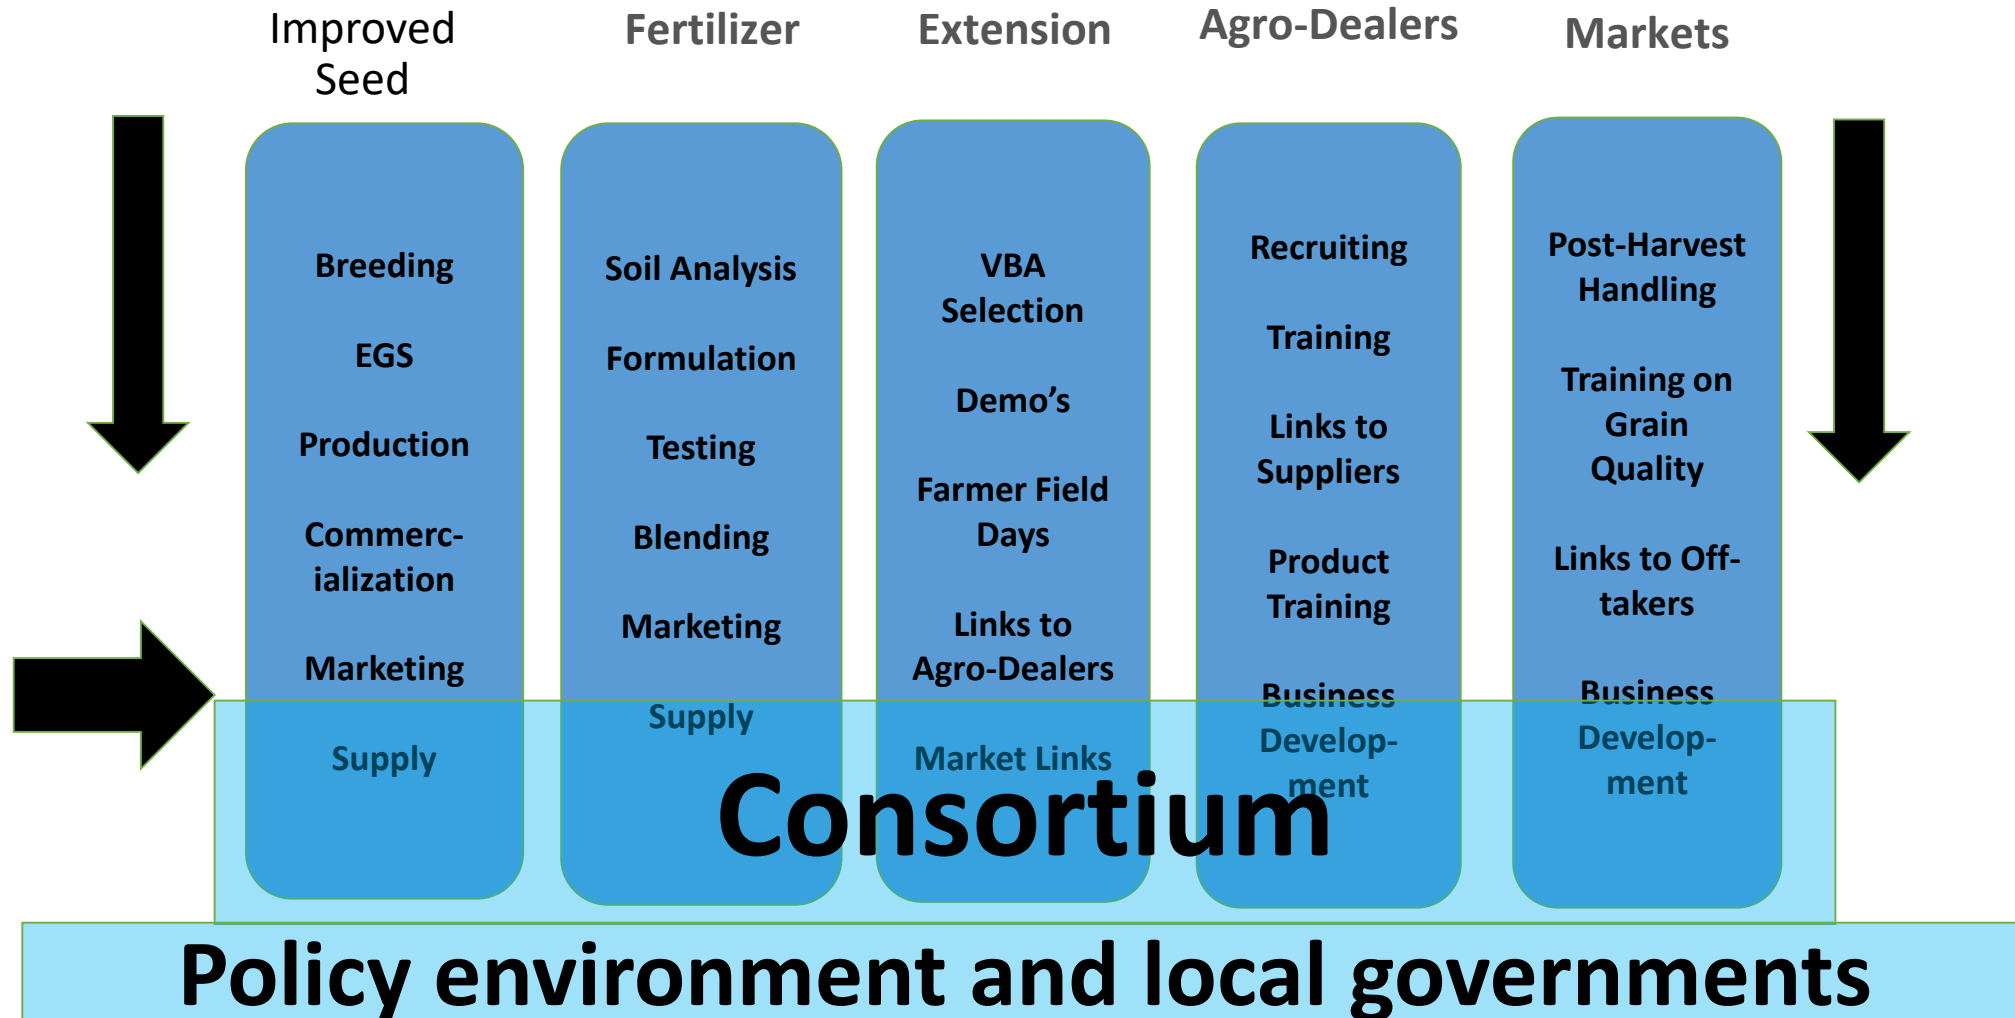 Improved
Seed
Fertilizer
Extension
Agro-Dealers
Markets
Breeding
EGS
Production
Commerc-
ialization
Marketing
Supply
Soil Analysis
Formulation
Testing
Blending
Marketing
Supply
VBA
Selection
Demo’s
Farmer Field
Days
Links to
Agro-Dealers
Market Links
Recruiting
Training
Links to
Suppliers
Product
Training
Business
Develop-
ment
Post-Harvest
Handling
Training on
Grain
Quality
Links to Off-
takers
Business
Develop-
ment
Consortium
Policy environment and local governments